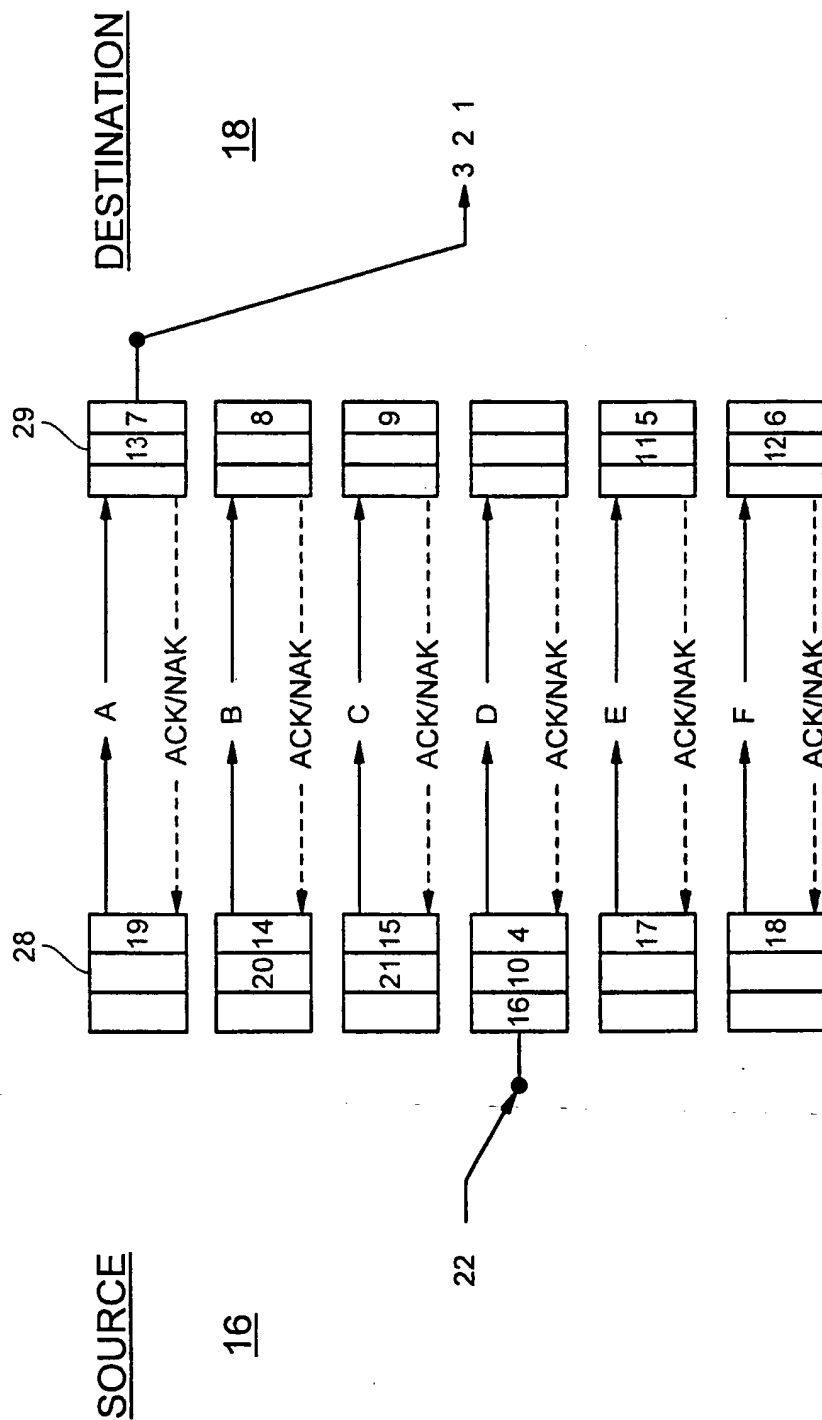 SOURCE
16
DESTINATION
18
28
29
19
A
13 7
ACK/NAK
20 14
B
8
ACK/NAK
21 15
C
9
ACK/NAK
16 10 4
D
ACK/NAK
17
E
11 5
ACK/NAK
18
F
12 6
ACK/NAK
22
3 2 1